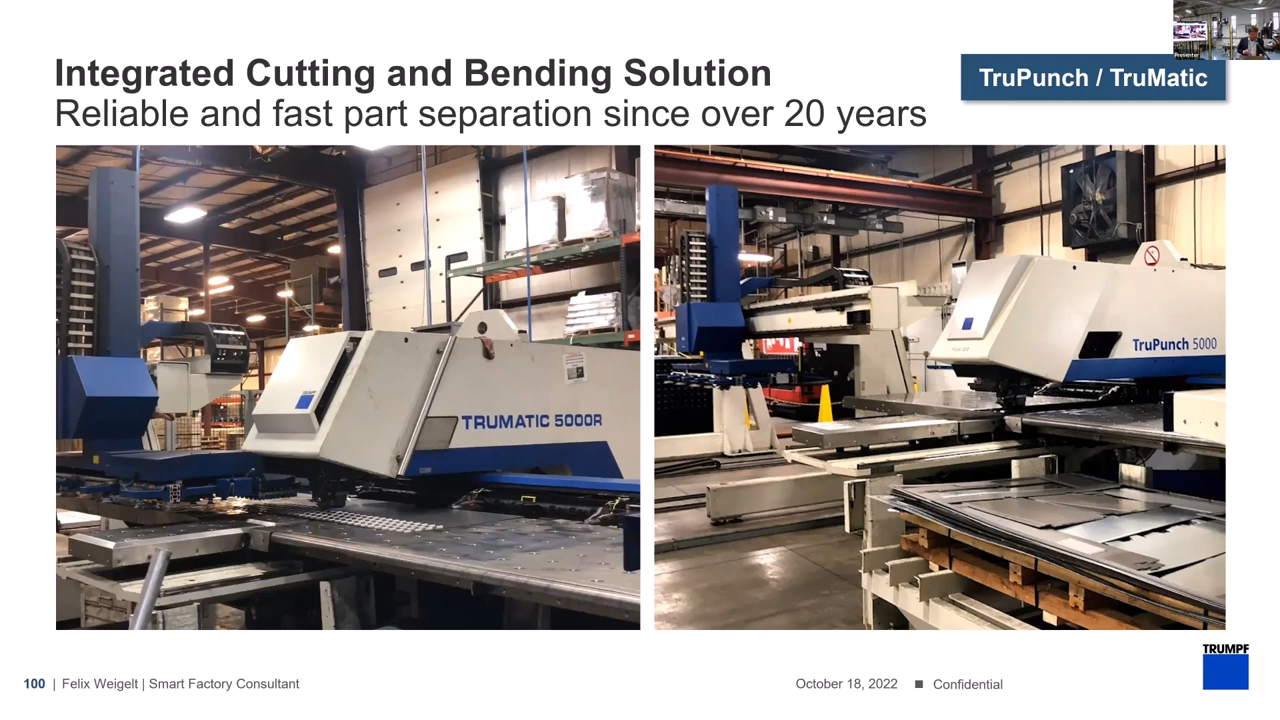 Presenter
Integrated Cutting and Bending Solution
TruPunch / TruMatic
Reliable and fast part separation since over 20 years
TRUMATIC 5000R
TruPunch 5000
100 | Felix Weigelt | Smart Factory Consultant
October 18, 2022 ■ Confidential
TRUMPF